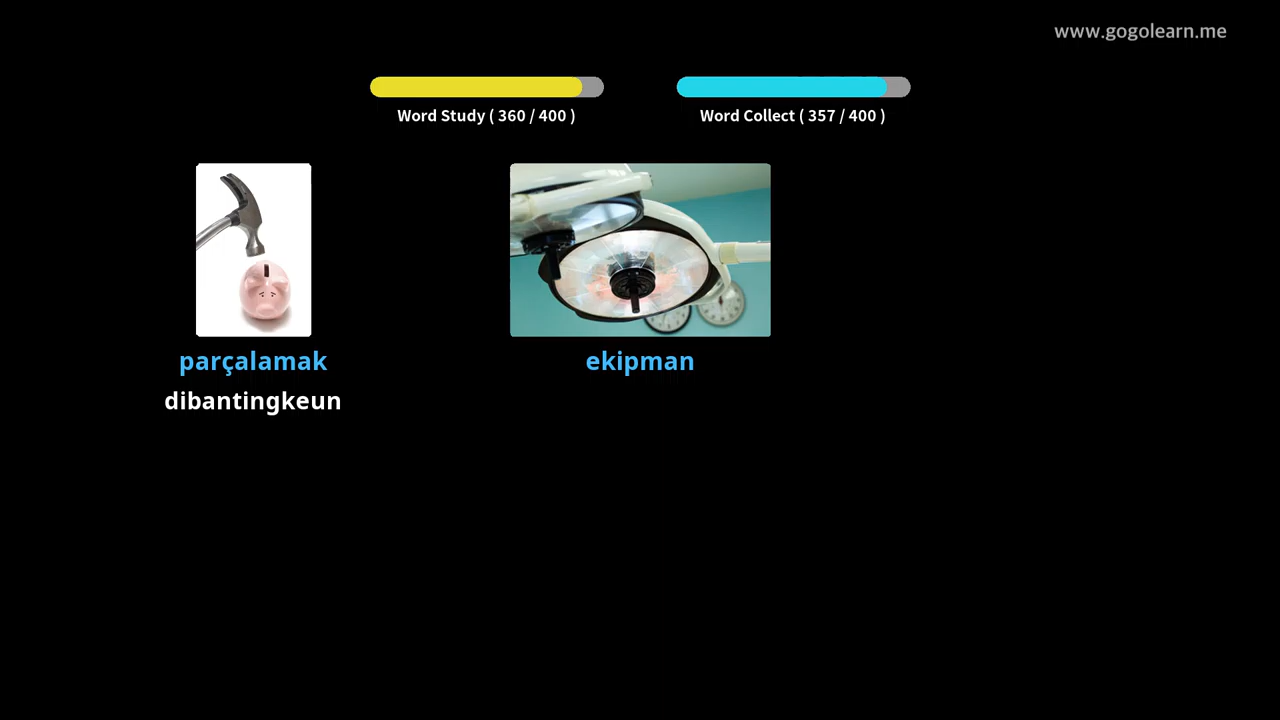 www.gogolearn.me
Word Study ( 360 / 400 )
Word Collect ( 357 / 400 )
parçalamak
dibantingkeun
ekipman